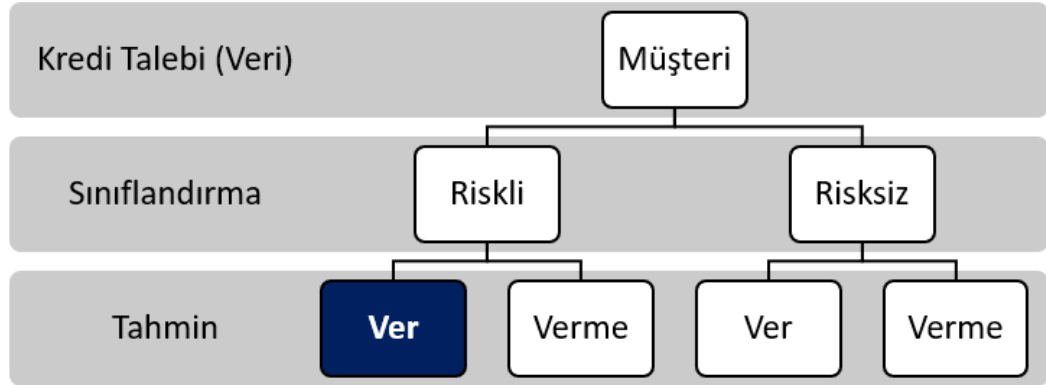 Kredi Talebi (Veri)
Müşteri
Sınıflandırma
Riskli
Risksiz
Tahmin
Ver
Verme
Ver
Verme